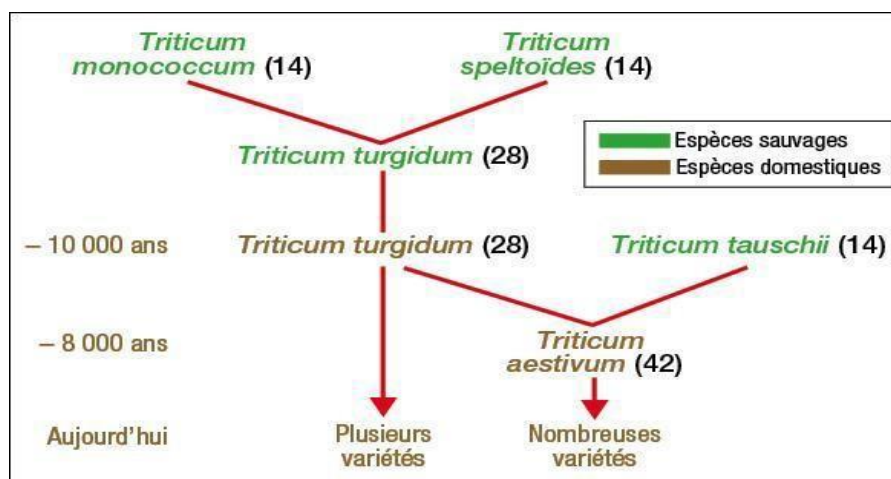 Triticum
monococcum (14)
Triticum
speltoïdes (14)
Triticum turgidum (28)
Espèces sauvages
Espèces domestiques
– 10 000 ans
Triticum turgidum (28)
Triticum tauschii (14)
– 8 000 ans
Triticum
aestivum (42)
Aujourd'hui
Plusieurs
variétés
Nombreuses
variétés